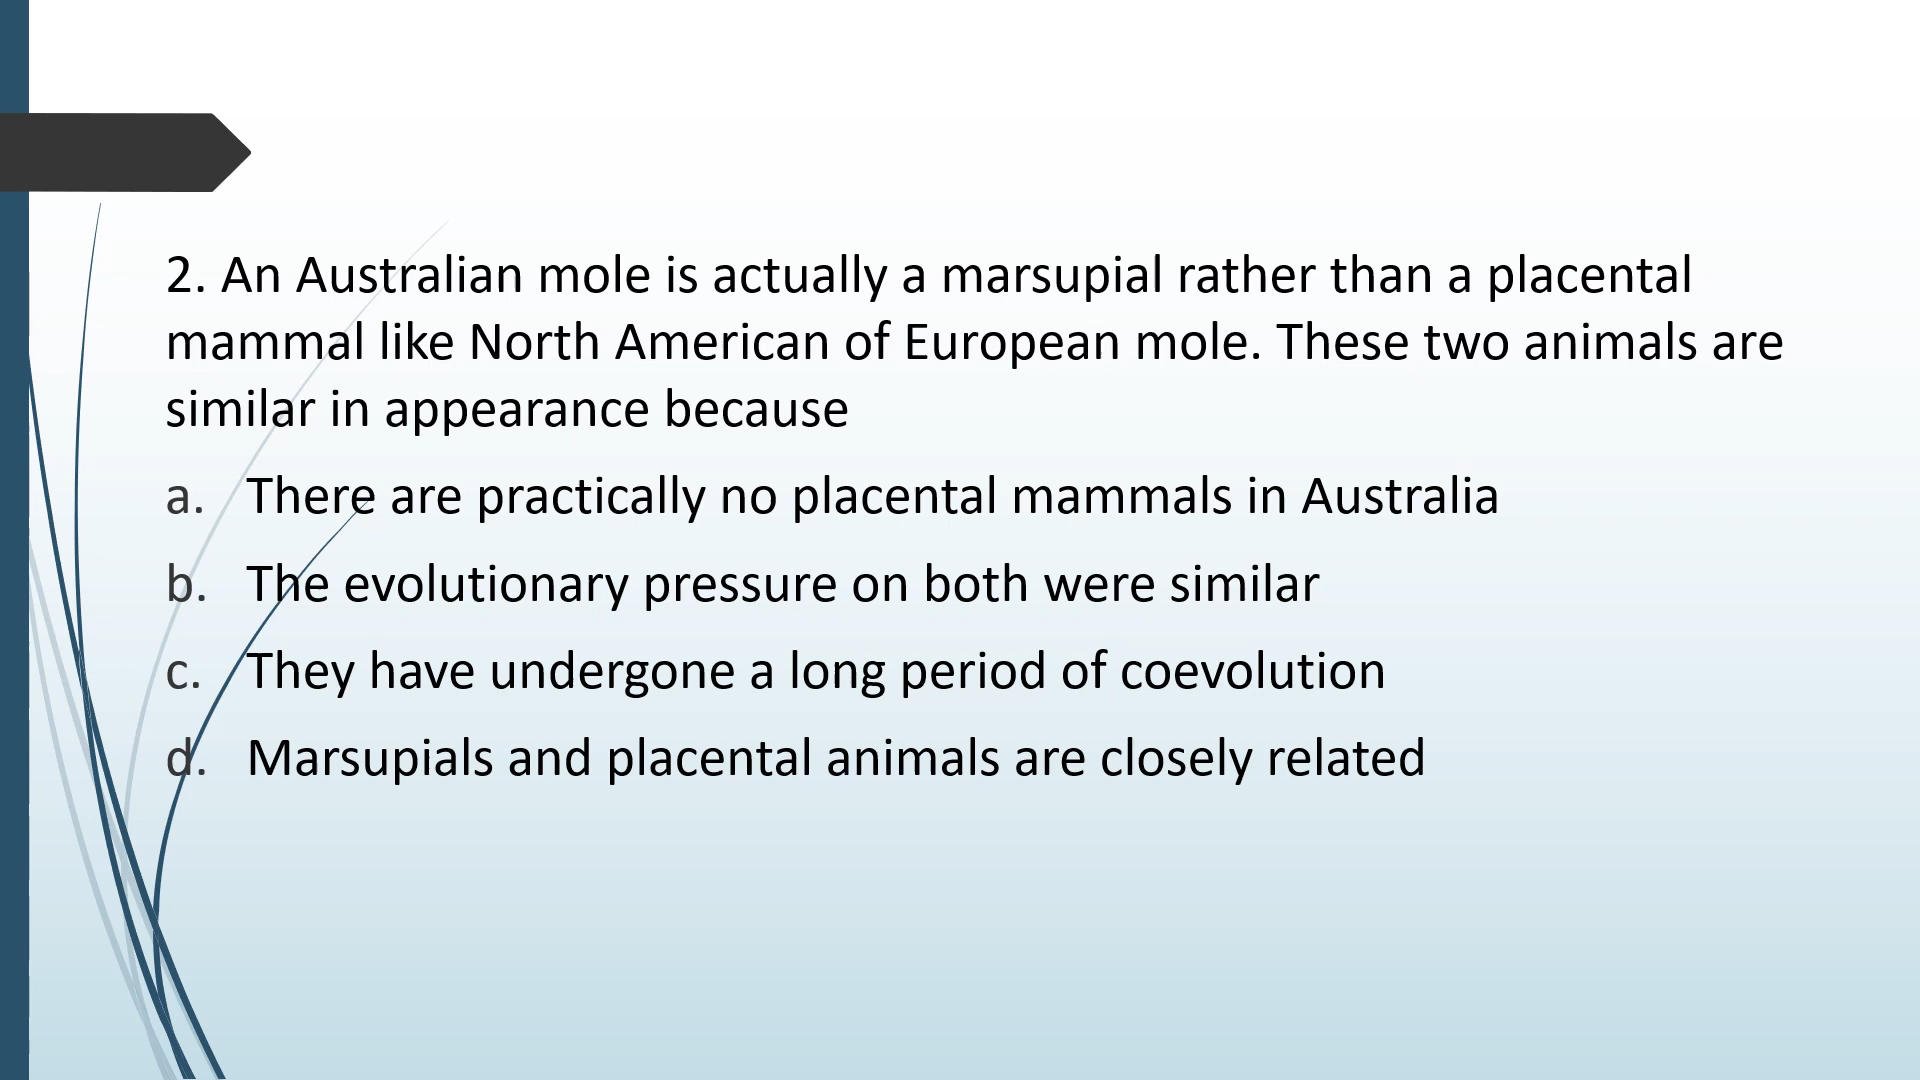 2. An Australian mole is actually a marsupial rather than a placental
mammal like North American of European mole. These two animals are
similar in appearance because
a. There are practically no placental mammals in Australia
b. The evolutionary pressure on both were similar
c. They have undergone a long period of coevolution
d. Marsupials and placental animals are closely related